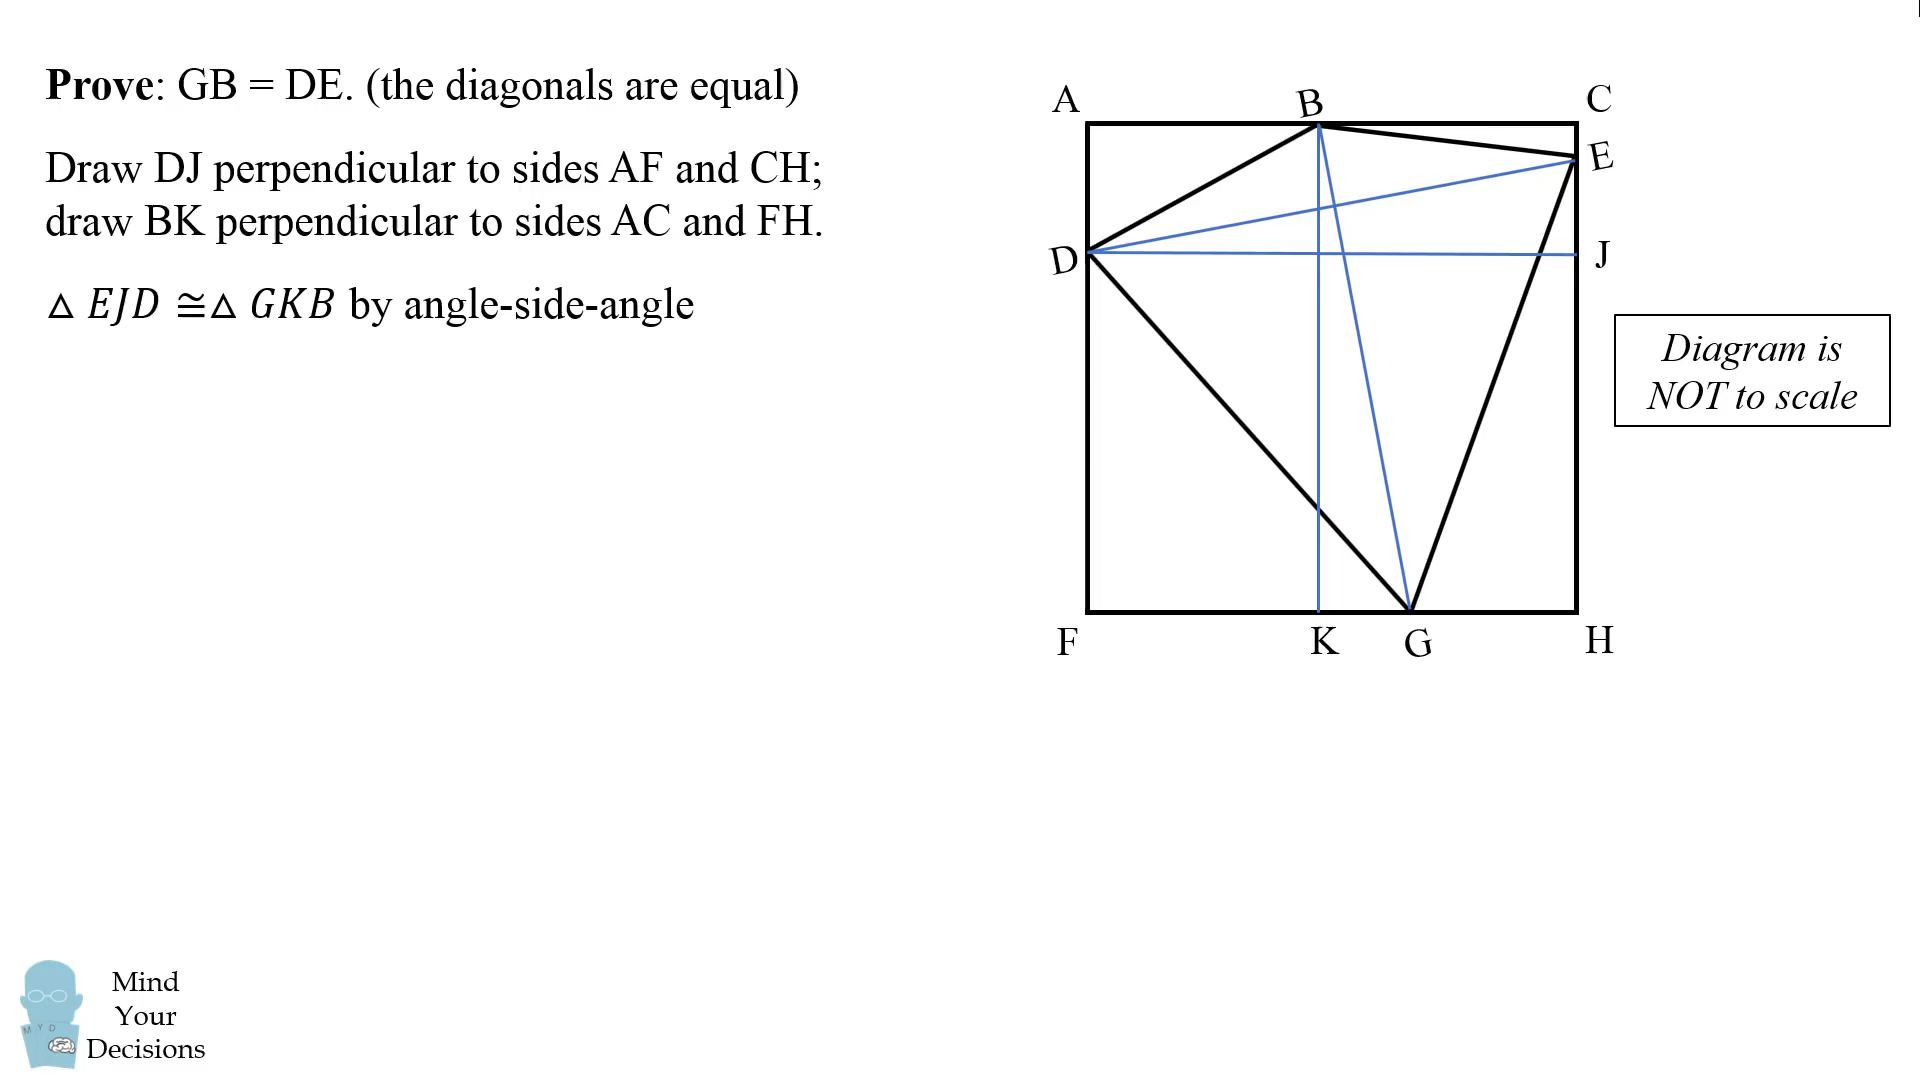 Prove: GB = DE. (the diagonals are equal)
Draw DJ perpendicular to sides AF and CH;
draw BK perpendicular to sides AC and FH.
△ EJD ≅△ GKB by angle-side-angle
A
B
C
E
D
J
Diagram is
NOT to scale
F
K
G
H
M Y D
Mind
Your
Decisions